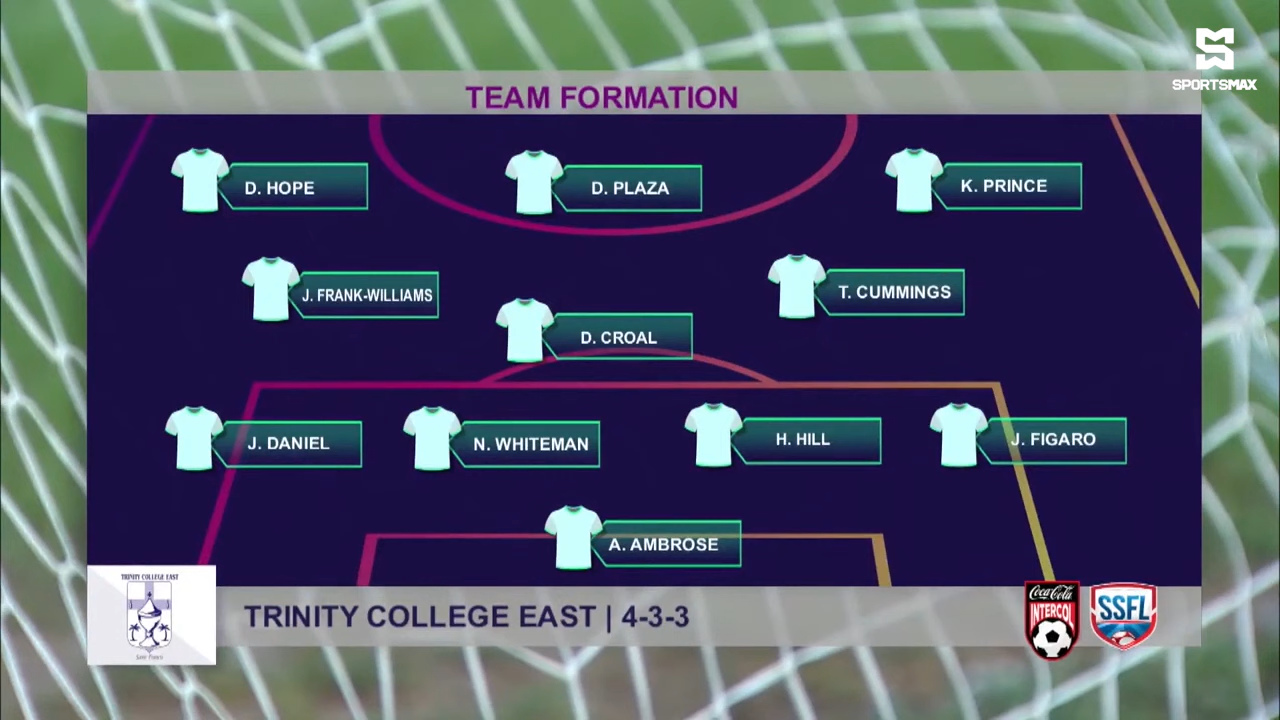 SPORTSMAX
TEAM FORMATION
D. HOPE
D. PLAZA
K. PRINCE
J. FRANK-WILLIAMS
T. CUMMINGS
D. CROAL
J. DANIEL
N. WHITEMAN
H. HILL
J. FIGARO
A. AMBROSE
TRINITY COLLEGE EAST
TRINITY COLLEGE EAST | 4-3-3
Coca-Cola
INTERCOL
SSFL